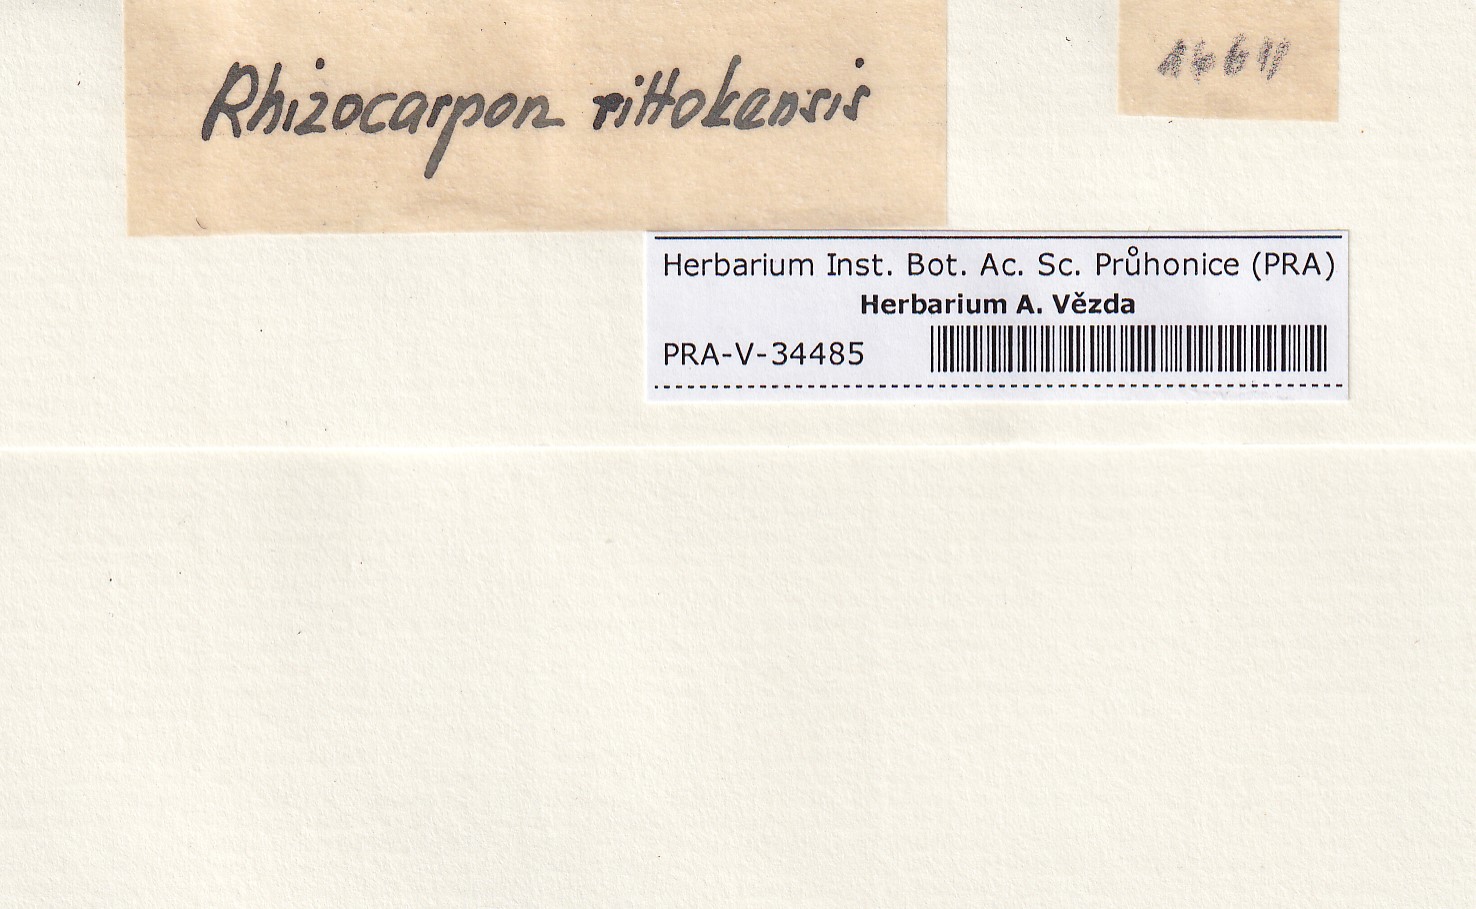 Rhizocarpon rittokensis
Herbarium Inst. Bot. Ac. Sc. Průhonice (PRA)
Herbarium A. Vězda
PRA-V-34485